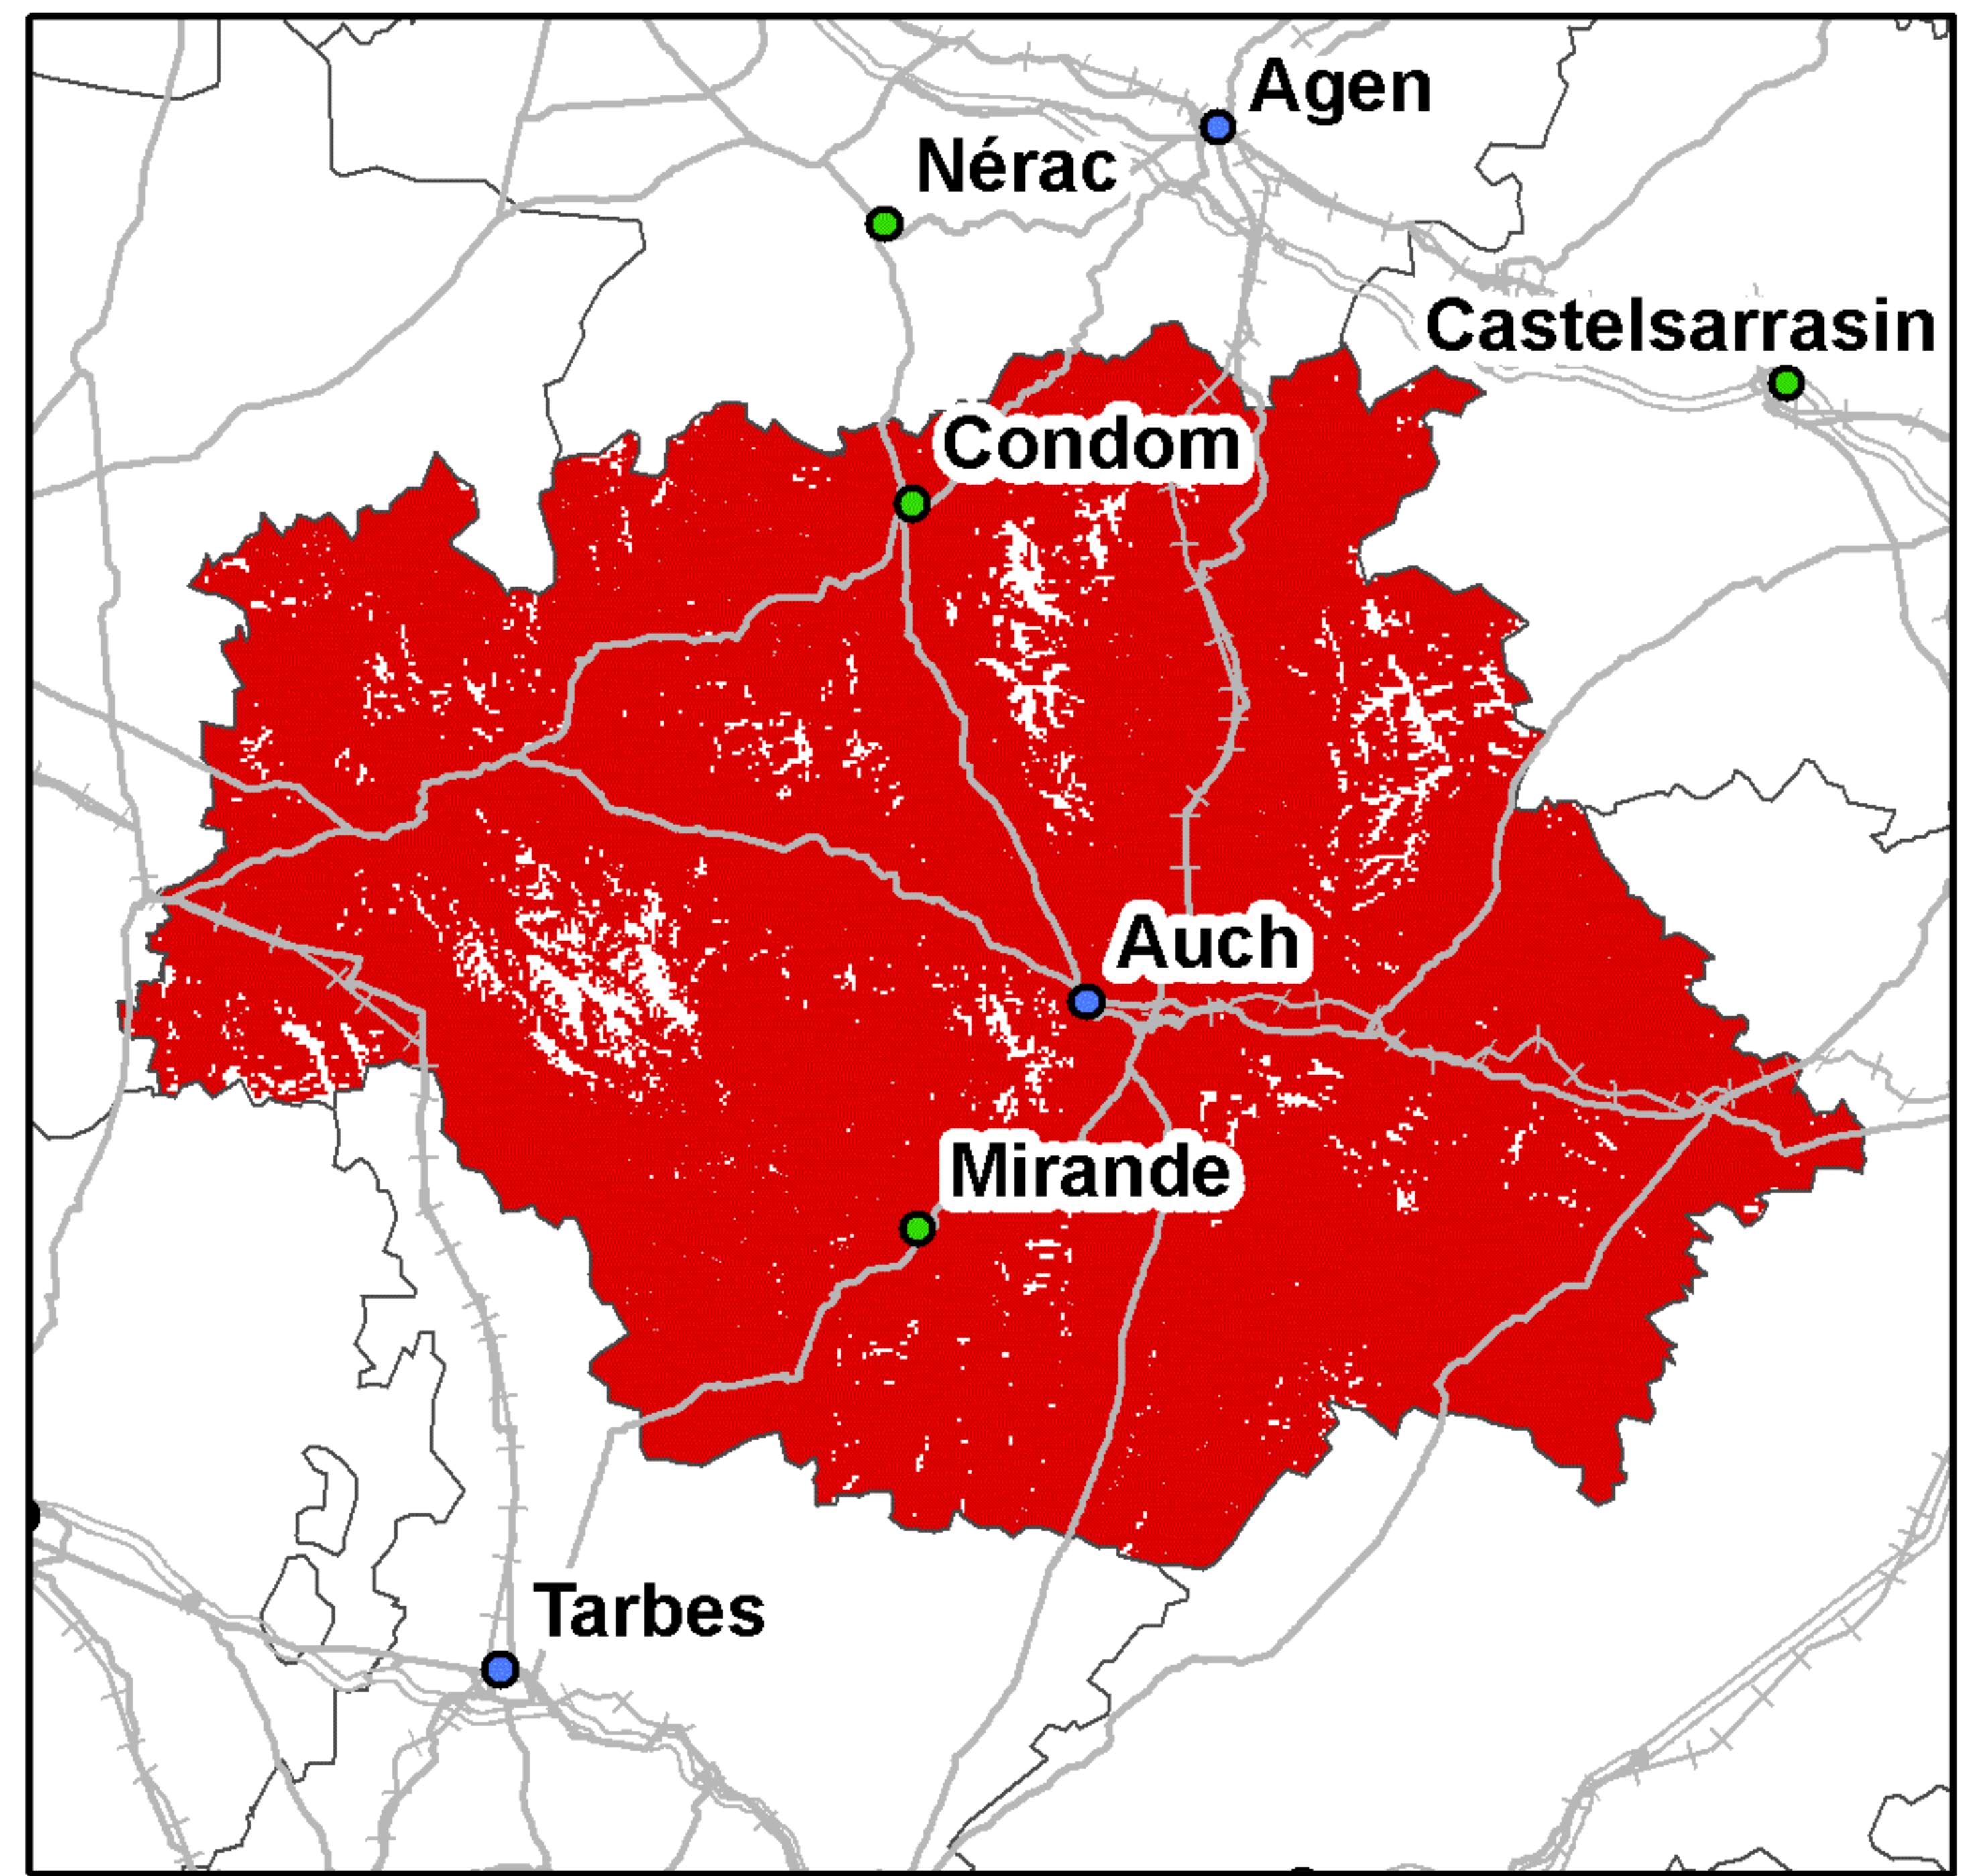 Agen
Nérac
Castelsarrasin
Condom
Auch
Mirande
Tarbes